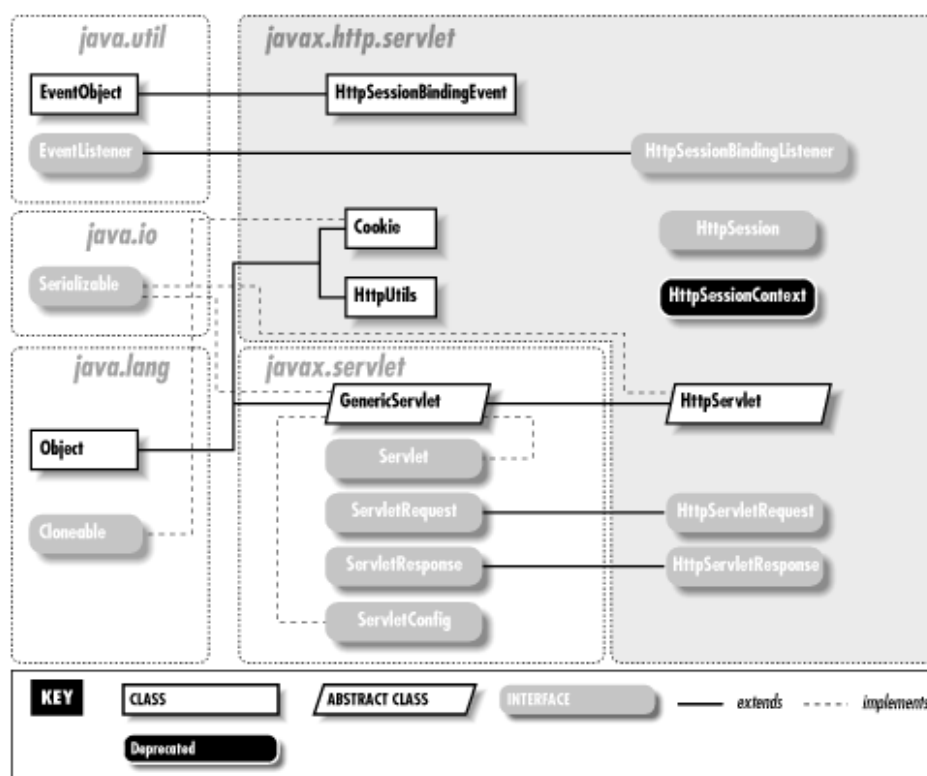 java.util
javax.http.servlet
EventObject
HttpSessionBindingEvent
EventListener
HttpSessionBindingListener
java.io
Cookie
HttpSession
Serializable
HttpUtils
HttpSessionContext
java.lang
javax.servlet
GenericServlet
HttpServlet
Object
Servlet
ServletRequest
HttpServletRequest
Cloneable
ServletResponse
HttpServletResponse
ServletConfig
KEY
CLASS
ABSTRACT CLASS
INTERFACE
extends
implements
Deprecated